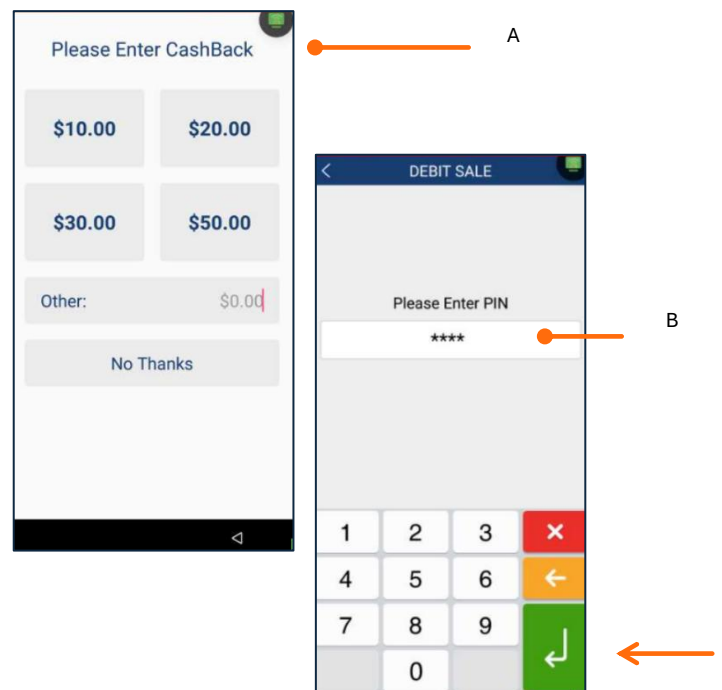 Please Enter CashBack
A
$10.00 $20.00
$30.00 $50.00
Other: $0.00
No Thanks
DEBIT SALE
Please Enter PIN
****
B
1 2 3
4 5 6
7 8 9
0